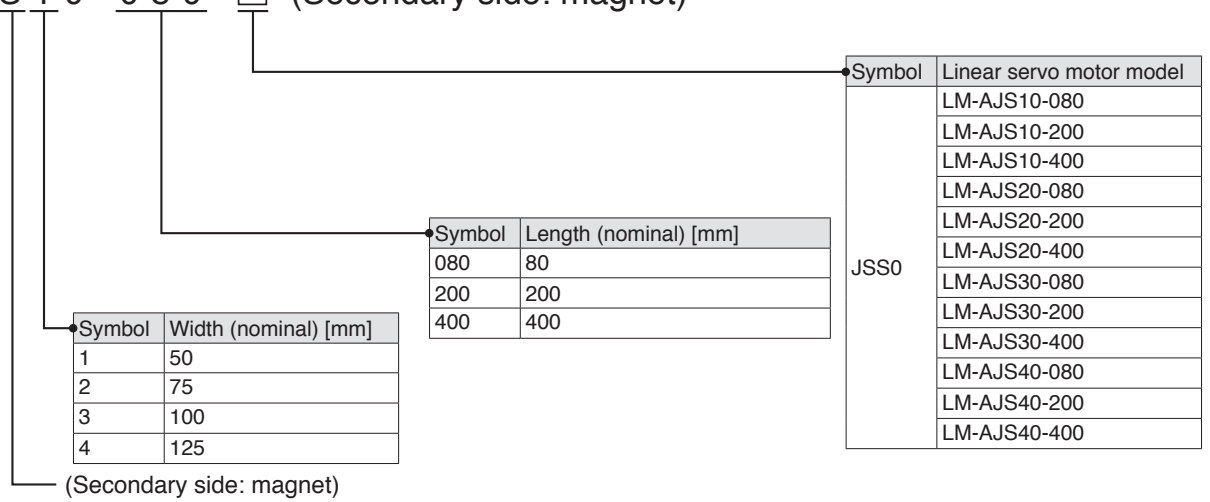 (Secondary side: magnet)
Symbol Linear servo motor model
JSS0
LM-AJS10-080
LM-AJS10-200
LM-AJS10-400
LM-AJS20-080
LM-AJS20-200
LM-AJS20-400
LM-AJS30-080
LM-AJS30-200
LM-AJS30-400
LM-AJS40-080
LM-AJS40-200
LM-AJS40-400
Symbol Length (nominal) [mm]
080 80
200 200
400 400
Symbol Width (nominal) [mm]
1 50
2 75
3 100
4 125
(Secondary side: magnet)